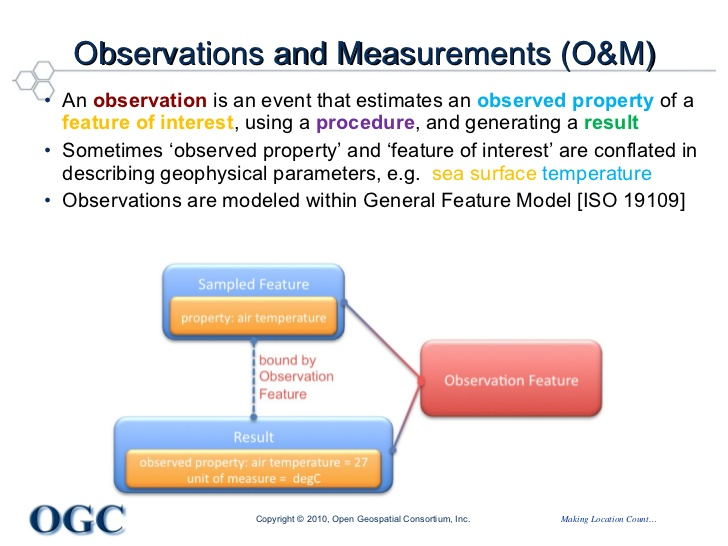 Observations and Measurements (O&M)
• An observation is an event that estimates an observed property of a
feature of interest, using a procedure, and generating a result
• Sometimes ‘observed property’ and ‘feature of interest’ are conflated in
describing geophysical parameters, e.g. sea surface temperature
• Observations are modeled within General Feature Model [ISO 19109]
Sampled Feature
property: air temperature
bound by
Observation
Feature
Observation Feature
Result
observed property: air temperature = 27
unit of measure = degC
OGC
Copyright © 2010, Open Geospatial Consortium, Inc.
Making Location Count…